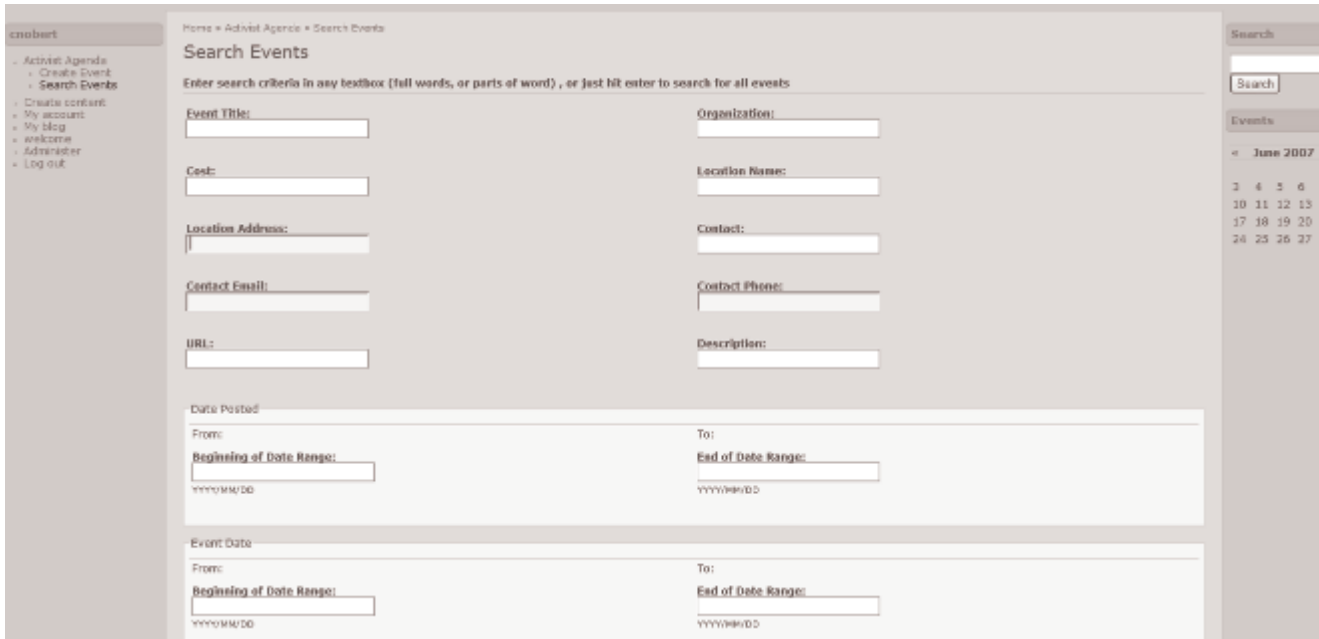 cnobert
Activist Agenda
Create Event
Search Events
Create content
My account
My blog
welcome
Administer
Log out
Home » Activist Agenda » Search Events
Search Events
Enter search criteria in any textbox (full words, or parts of word) , or just hit enter to search for all events
Event Title:
Organization:
Cost:
Location Name:
Location Address:
Contact:
Contact Email:
Contact Phone:
URL:
Description:
Date Posted
From:
To:
Beginning of Date Range:
End of Date Range:
YYYY/MM/DD
YYYY/MM/DD
Event Date
From:
To:
Beginning of Date Range:
End of Date Range:
YYYY/MM/DD
YYYY/MM/DD
Search
Search
Events
« June 2007
3 4 5 6
10 11 12 13
17 18 19 20
24 25 26 27